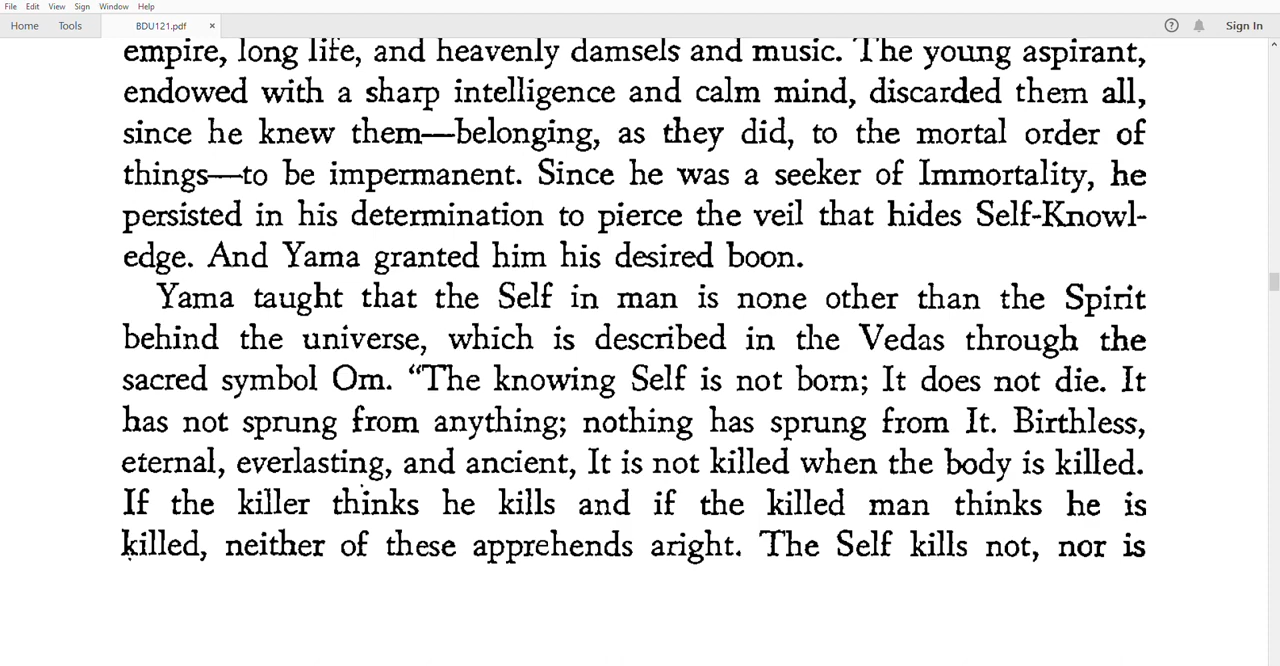 File Edit View Sign Window Help
Home Tools BDU121.pdf × ? Sign In
empire, long life, and heavenly damsels and music. The young aspirant,
endowed with a sharp intelligence and calm mind, discarded them all,
since he knew them—belonging, as they did, to the mortal order of
things—to be impermanent. Since he was a seeker of Immortality, he
persisted in his determination to pierce the veil that hides Self-Knowl-
edge. And Yama granted him his desired boon.
Yama taught that the Self in man is none other than the Spirit
behind the universe, which is described in the Vedas through the
sacred symbol Om. “The knowing Self is not born; It does not die. It
has not sprung from anything; nothing has sprung from It. Birthless,
eternal, everlasting, and ancient, It is not killed when the body is killed.
If the killer thinks he kills and if the killed man thinks he is
killed, neither of these apprehends aright. The Self kills not, nor is